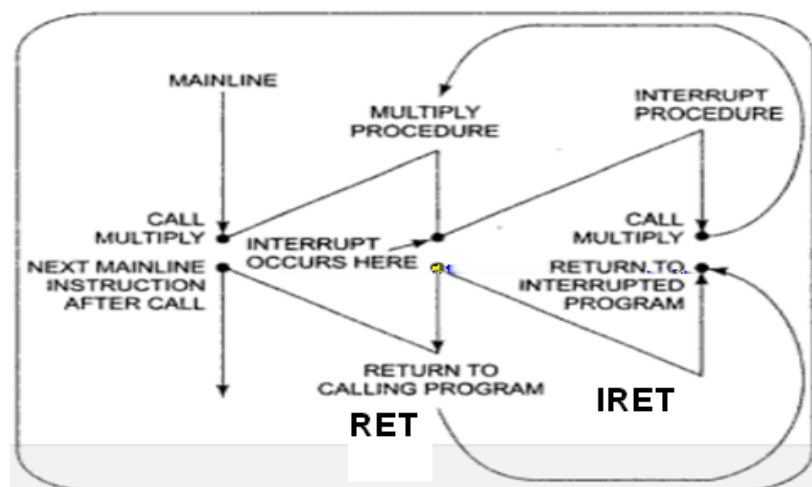 MAINLINE
MULTIPLY
PROCEDURE
INTERRUPT
PROCEDURE
CALL
MULTIPLY
INTERRUPT
OCCURS HERE
CALL
MULTIPLY
NEXT MAINLINE
INSTRUCTION
AFTER CALL
RETURN TO
INTERRUPTED
PROGRAM
RETURN TO
CALLING PROGRAM
RET
IRET